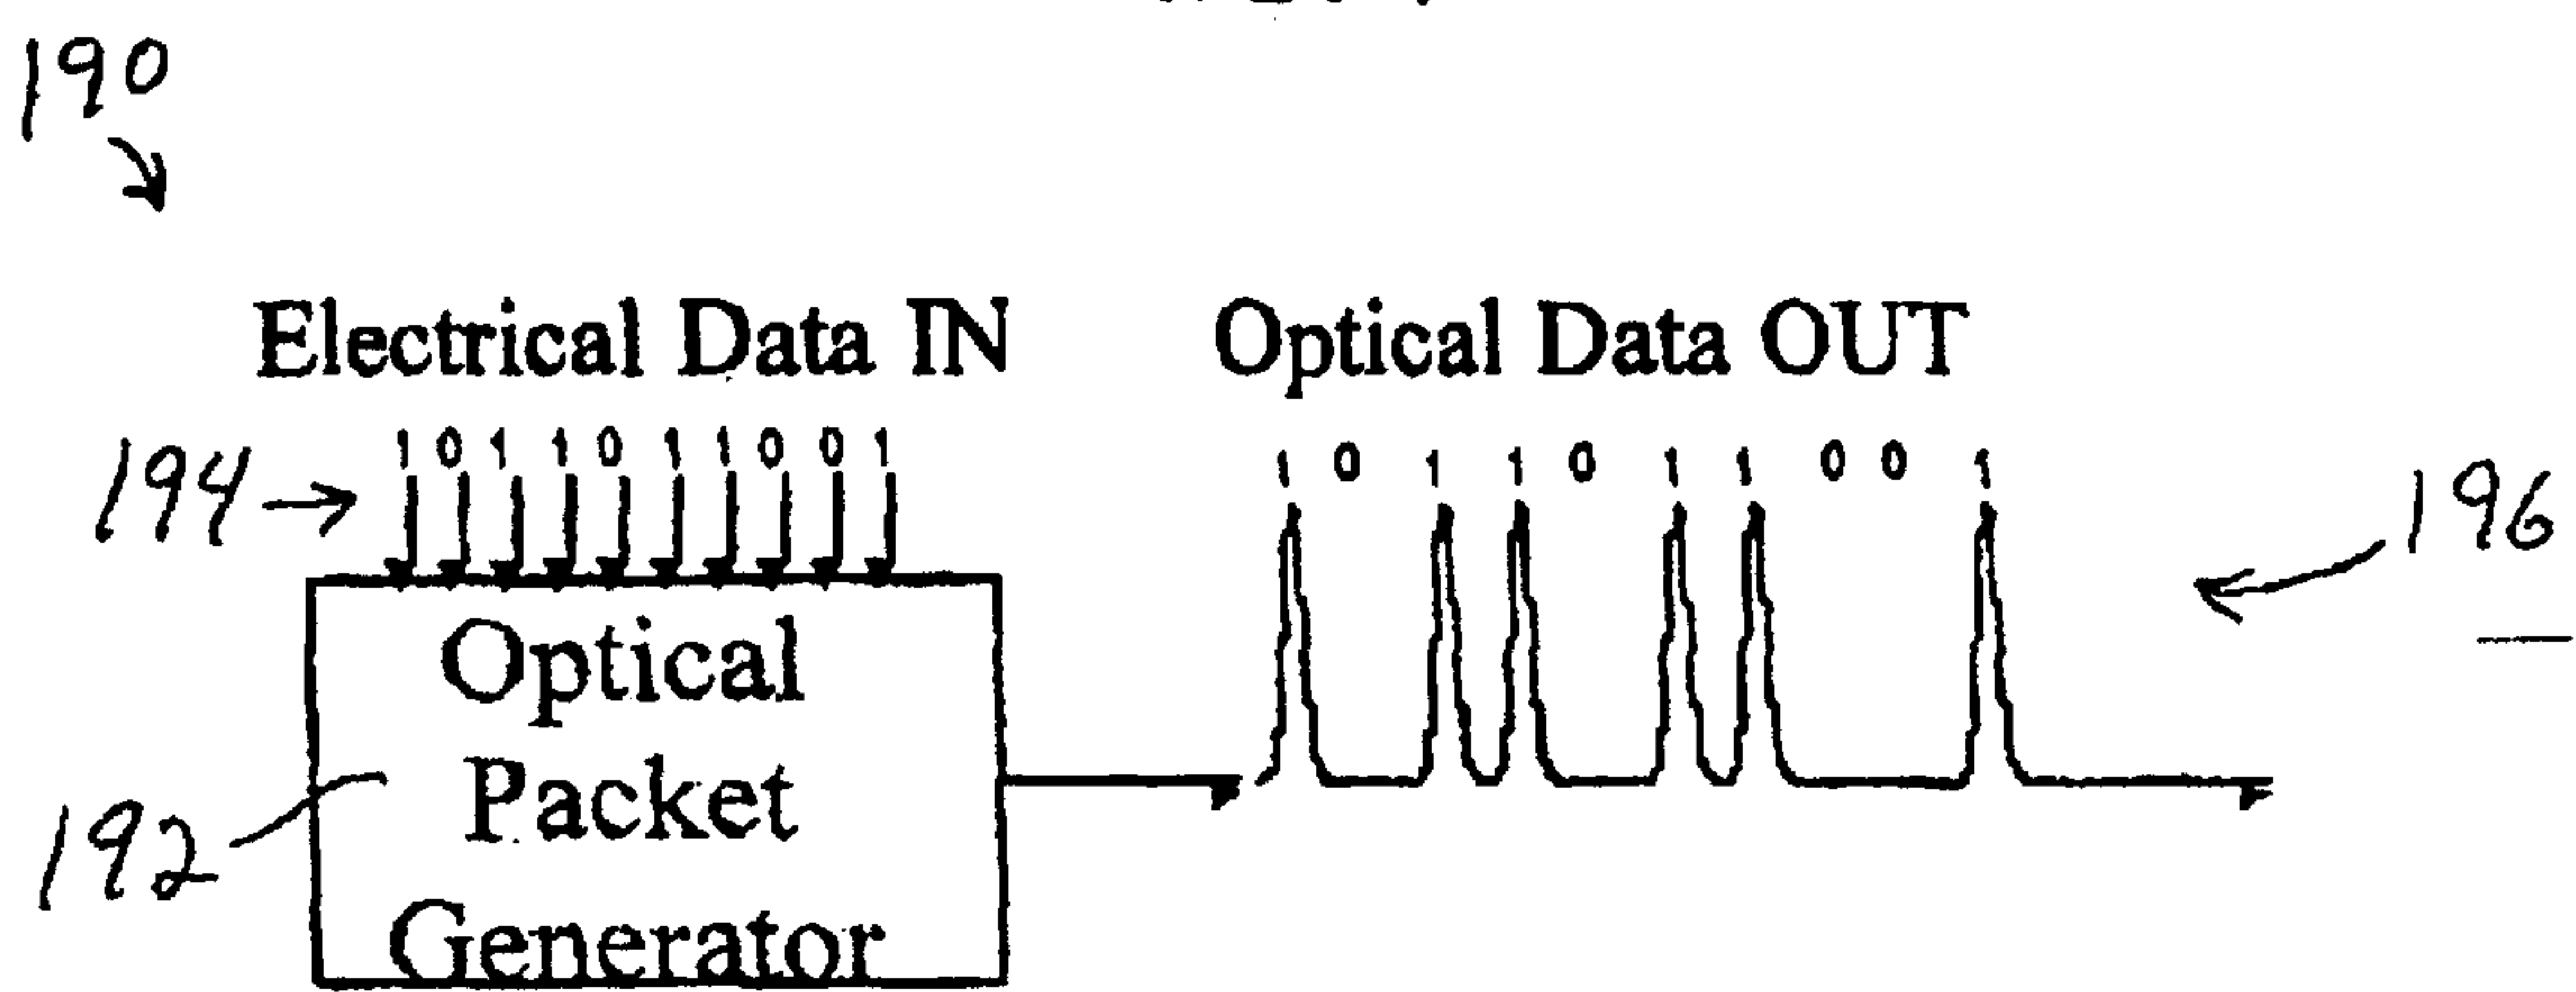 190
Electrical Data IN
Optical Data OUT
1 0 1 1 0 1 1 0 0 1
1 0 1 1 0 1 1 0 0 1
194
196
Optical
Packet
Generator
192